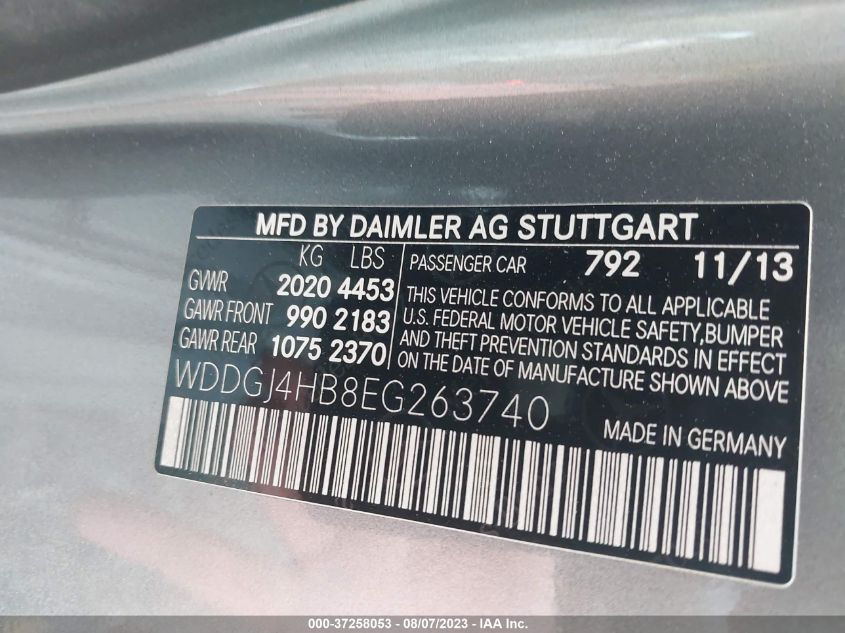 MFD BY DAIMLER AG STUTTGART
KG LBS
GVWR 2020 4453
GAWR FRONT 990 2183
GAWR REAR 1075 2370
PASSENGER CAR 792 11/13
THIS VEHICLE CONFORMS TO ALL APPLICABLE
U.S. FEDERAL MOTOR VEHICLE SAFETY,BUMPER
AND THEFT PREVENTION STANDARDS IN EFFECT
ON THE DATE OF MANUFACTURE SHOWN ABOVE
WDDGJ4HB8EG263740
MADE IN GERMANY
000-37258053 - 08/07/2023 - IAA Inc.